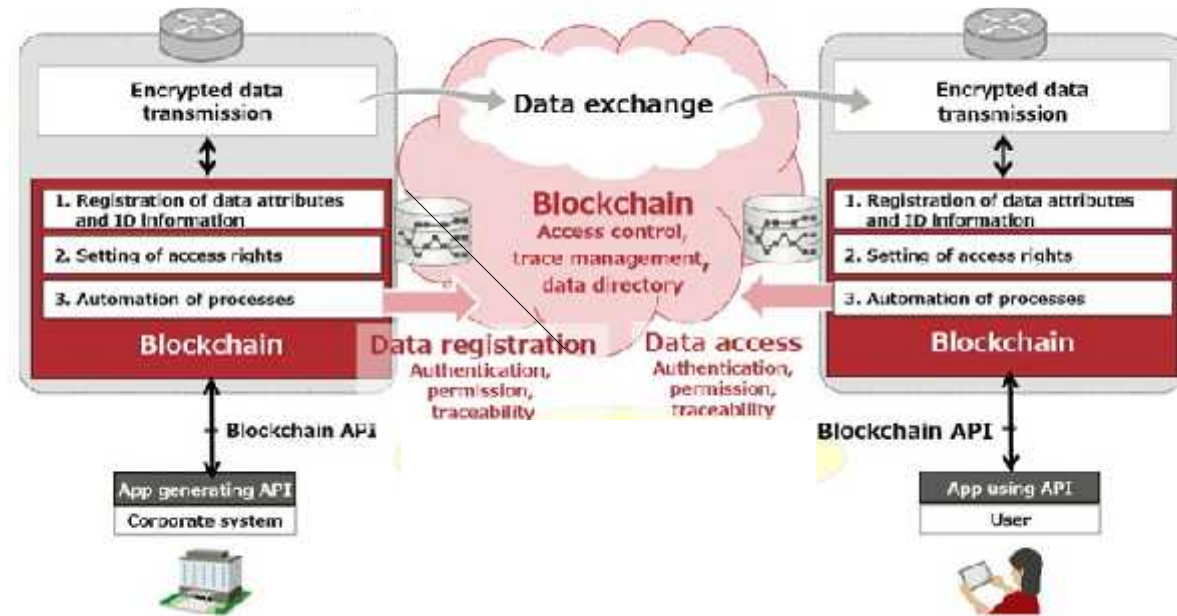 Encrypted data
transmission
1. Registration of data attributes
and ID information
2. Setting of access rights
3. Automation of processes
Blockchain
Blockchain API
App generating API
Corporate system
Data exchange
Blockchain
Access control,
trace management,
data directory
Data registration
Authentication,
permission,
traceability
Data access
Authentication,
permission,
traceability
Encrypted data
transmission
1. Registration of data attributes
and ID information
2. Setting of access rights
3. Automation of processes
Blockchain
Blockchain API
App using API
User